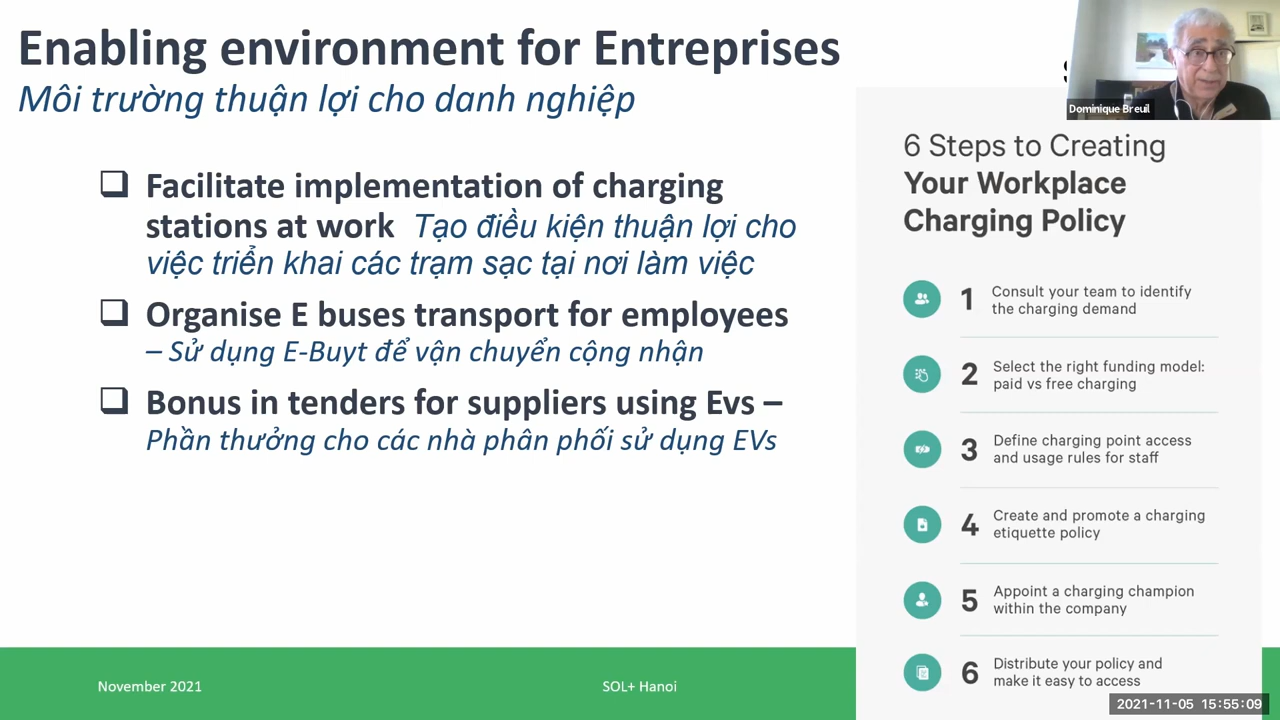 Enabling environment for Entreprises
Môi trường thuận lợi cho danh nghiệp
Facilitate implementation of charging
stations at work Tạo điều kiện thuận lợi cho
việc triển khai các trạm sạc tại nơi làm việc
Organise E buses transport for employees
– Sử dụng E-Buyt để vận chuyển cộng nhận
Bonus in tenders for suppliers using Evs –
Phần thưởng cho các nhà phân phối sử dụng EVs
November 2021
SOL+ Hanoi
Dominique Breuil
6 Steps to Creating
Your Workplace
Charging Policy
1 Consult your team to identify
the charging demand
2 Select the right funding model:
paid vs free charging
3 Define charging point access
and usage rules for staff
4 Create and promote a charging
etiquette policy
5 Appoint a charging champion
within the company
6 Distribute your policy and
make it easy to access
2021-11-05 15:55:09